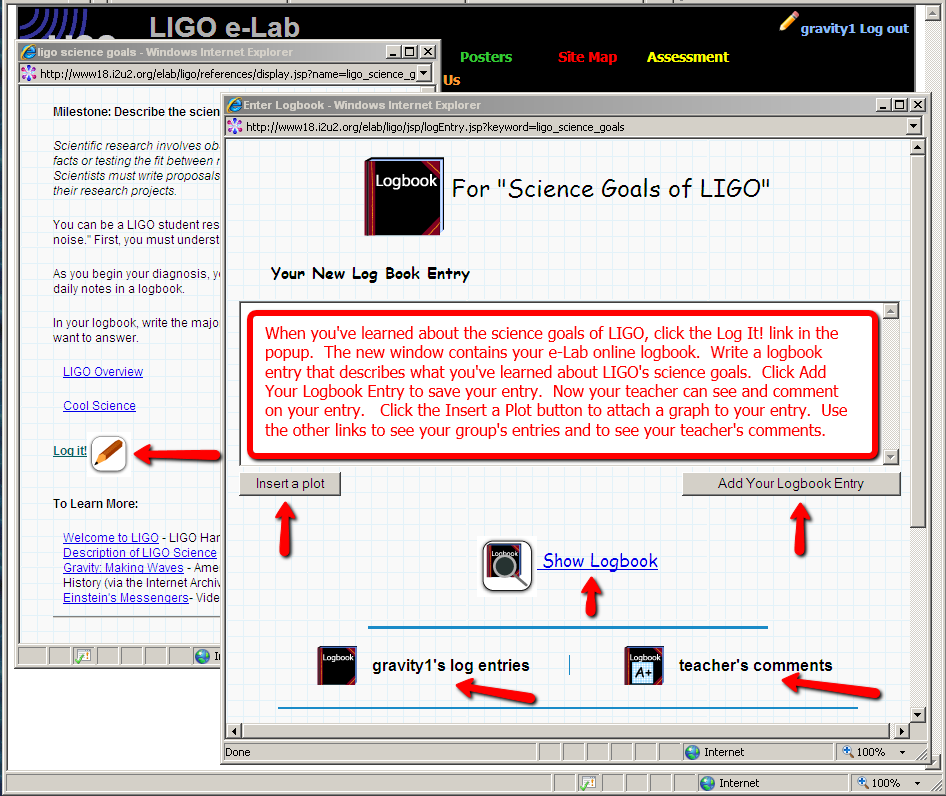 LIGO e-Lab
gravity1 Log out
Posters Site Map Assessment
Us
ligo science goals - Windows Internet Explorer
http://www18.i2u2.org/elab/ligo/references/display.jsp?name=ligo_science_g
Milestone: Describe the scien
Scientific research involves ob
facts or testing the fit between
Scientists must write proposals
their research projects.
You can be a LIGO student res
noise." First, you must underst
As you begin your diagnosis,
daily notes in a logbook.
In your logbook, write the major
want to answer.
LIGO Overview
Cool Science
Log it!
To Learn More:
Welcome to LIGO - LIGO Han
Description of LIGO Science
Gravity: Making Waves - Ame
History (via the Internet Archiv
Einstein's Messengers- Vide
Enter Logbook - Windows Internet Explorer
http://www18.i2u2.org/elab/ligo/jsp/logEntry.jsp?keyword=ligo_science_goals
Logbook
For "Science Goals of LIGO"
Your New Log Book Entry
When you've learned about the science goals of LIGO, click the Log It! link in the
popup. The new window contains your e-Lab online logbook. Write a logbook
entry that describes what you've learned about LIGO's science goals. Click Add
Your Logbook Entry to save your entry. Now your teacher can see and comment
on your entry. Click the Insert a Plot button to attach a graph to your entry. Use
the other links to see your group's entries and to see your teacher's comments.
Insert a plot
Add Your Logbook Entry
Logbook
Show Logbook
Logbook
gravity1's log entries
Logbook
A+
teacher's comments
Done
Internet
100%
Internet
100%